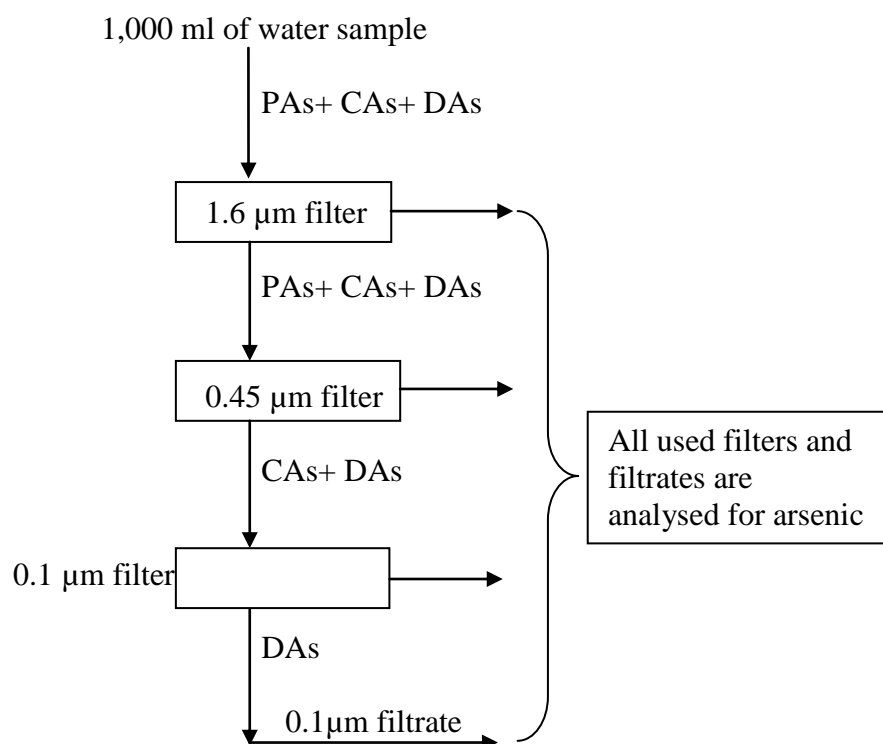 1,000 ml of water sample
PAs+ CAs+ DAs
1.6 µm filter
PAs+ CAs+ DAs
0.45 µm filter
All used filters and
filtrates are
analysed for arsenic
CAs+ DAs
0.1 µm filter
DAs
0.1µm filtrate